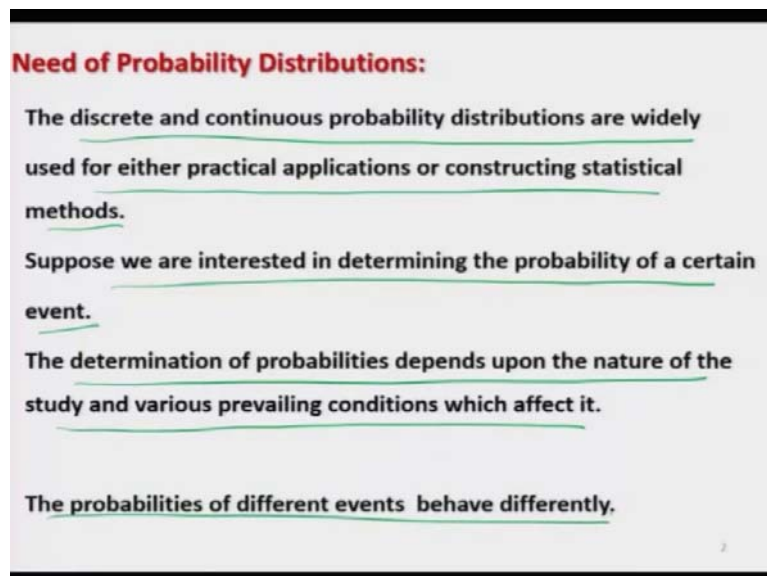 Need of Probability Distributions:
The discrete and continuous probability distributions are widely
used for either practical applications or constructing statistical
methods.
Suppose we are interested in determining the probability of a certain
event.
The determination of probabilities depends upon the nature of the
study and various prevailing conditions which affect it.
The probabilities of different events behave differently.
2